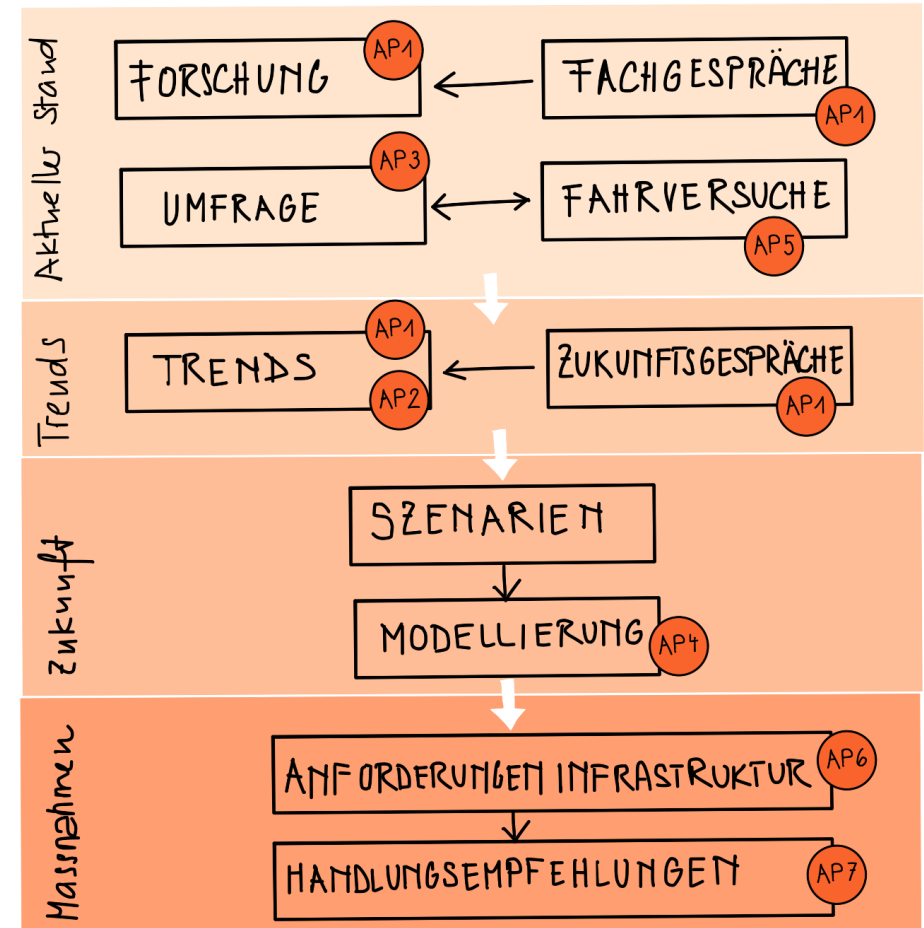 Aktueller Stand
FORSCHUNG
AP1
FACHGESPRÄCHE
AP1
UMFRAGE
AP3
FAHRVERSUCHE
AP5
Trends
TRENDS
AP1
AP2
ZUKUNFTSGESPRÄCHE
AP1
Zukunft
SZENARIEN
MODELLIERUNG
AP4
Massnahmen
ANFORDERUNGEN INFRASTRUKTUR
AP6
HANDLUNGSEMPFEHLUNGEN
AP7